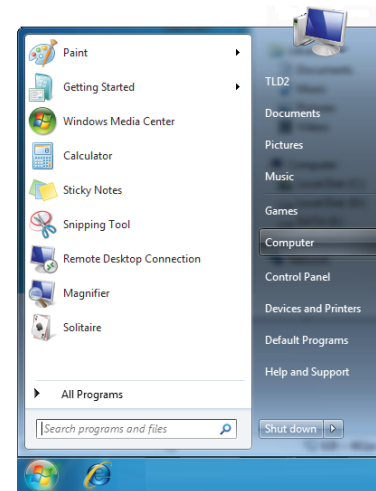 Paint
Getting Started
Windows Media Center
Calculator
Sticky Notes
Snipping Tool
Remote Desktop Connection
Magnifier
Solitaire
All Programs
Search programs and files
TLD2
Documents
Pictures
Music
Games
Computer
Control Panel
Devices and Printers
Default Programs
Help and Support
Shut down